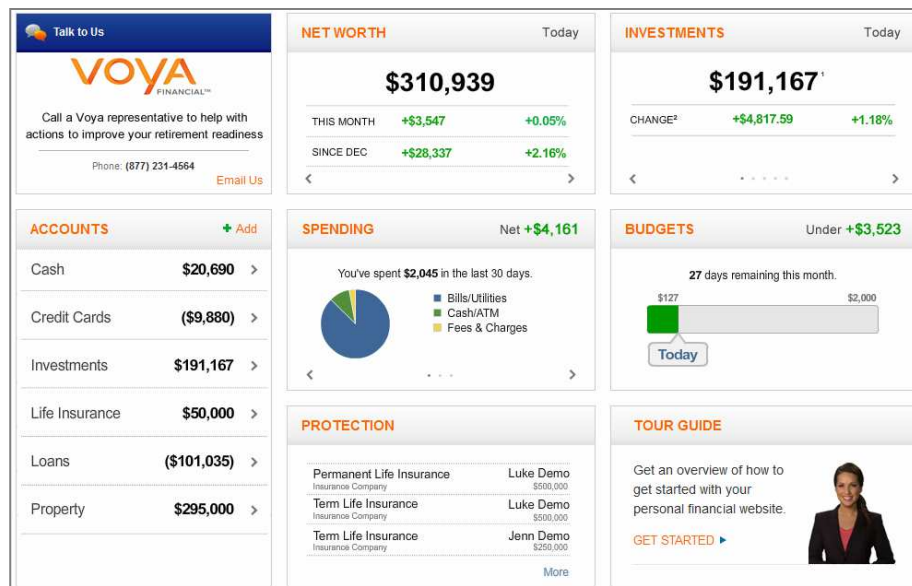 Talk to Us
VOYA
FINANCIAL™
Call a Voya representative to help with
actions to improve your retirement readiness
Phone: (877) 231-4564
Email Us
NET WORTH Today
$310,939
THIS MONTH +$3,547 +0.05%
SINCE DEC +$28,337 +2.16%
INVESTMENTS Today
$191,167¹
CHANGE² +$4,817.59 +1.18%
ACCOUNTS + Add
Cash $20,690
Credit Cards ($9,880)
Investments $191,167
Life Insurance $50,000
Loans ($101,035)
Property $295,000
SPENDING Net +$4,161
You've spent $2,045 in the last 30 days.
Bills/Utilities
Cash/ATM
Fees & Charges
BUDGETS Under +$3,523
27 days remaining this month.
$127 $2,000
Today
PROTECTION
Permanent Life Insurance Luke Demo
Insurance Company $500,000
Term Life Insurance Luke Demo
Insurance Company $500,000
Term Life Insurance Jenn Demo
Insurance Company $250,000
More
TOUR GUIDE
Get an overview of how to
get started with your
personal financial website.
GET STARTED